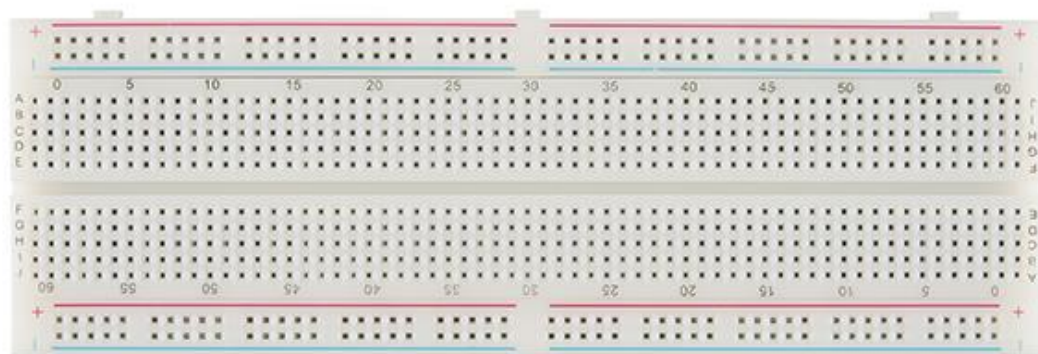 + +
- -
0 5 10 15 20 25 30 35 40 45 50 55 60
A J
B I
C H
D G
E F
F E
G D
H C
I B
J A
60 55 50 45 40 35 30 25 20 15 10 5 0
+ +
- -